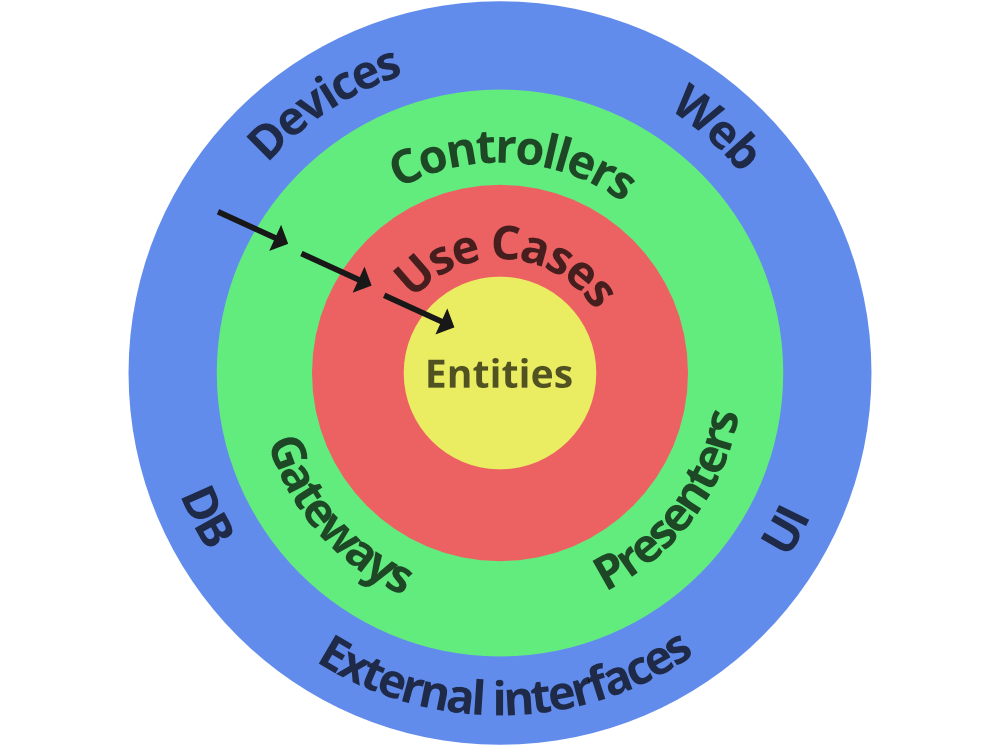 Devices
Web
Controllers
Use Cases
Entities
Gateways
Presenters
DB
UI
External interfaces